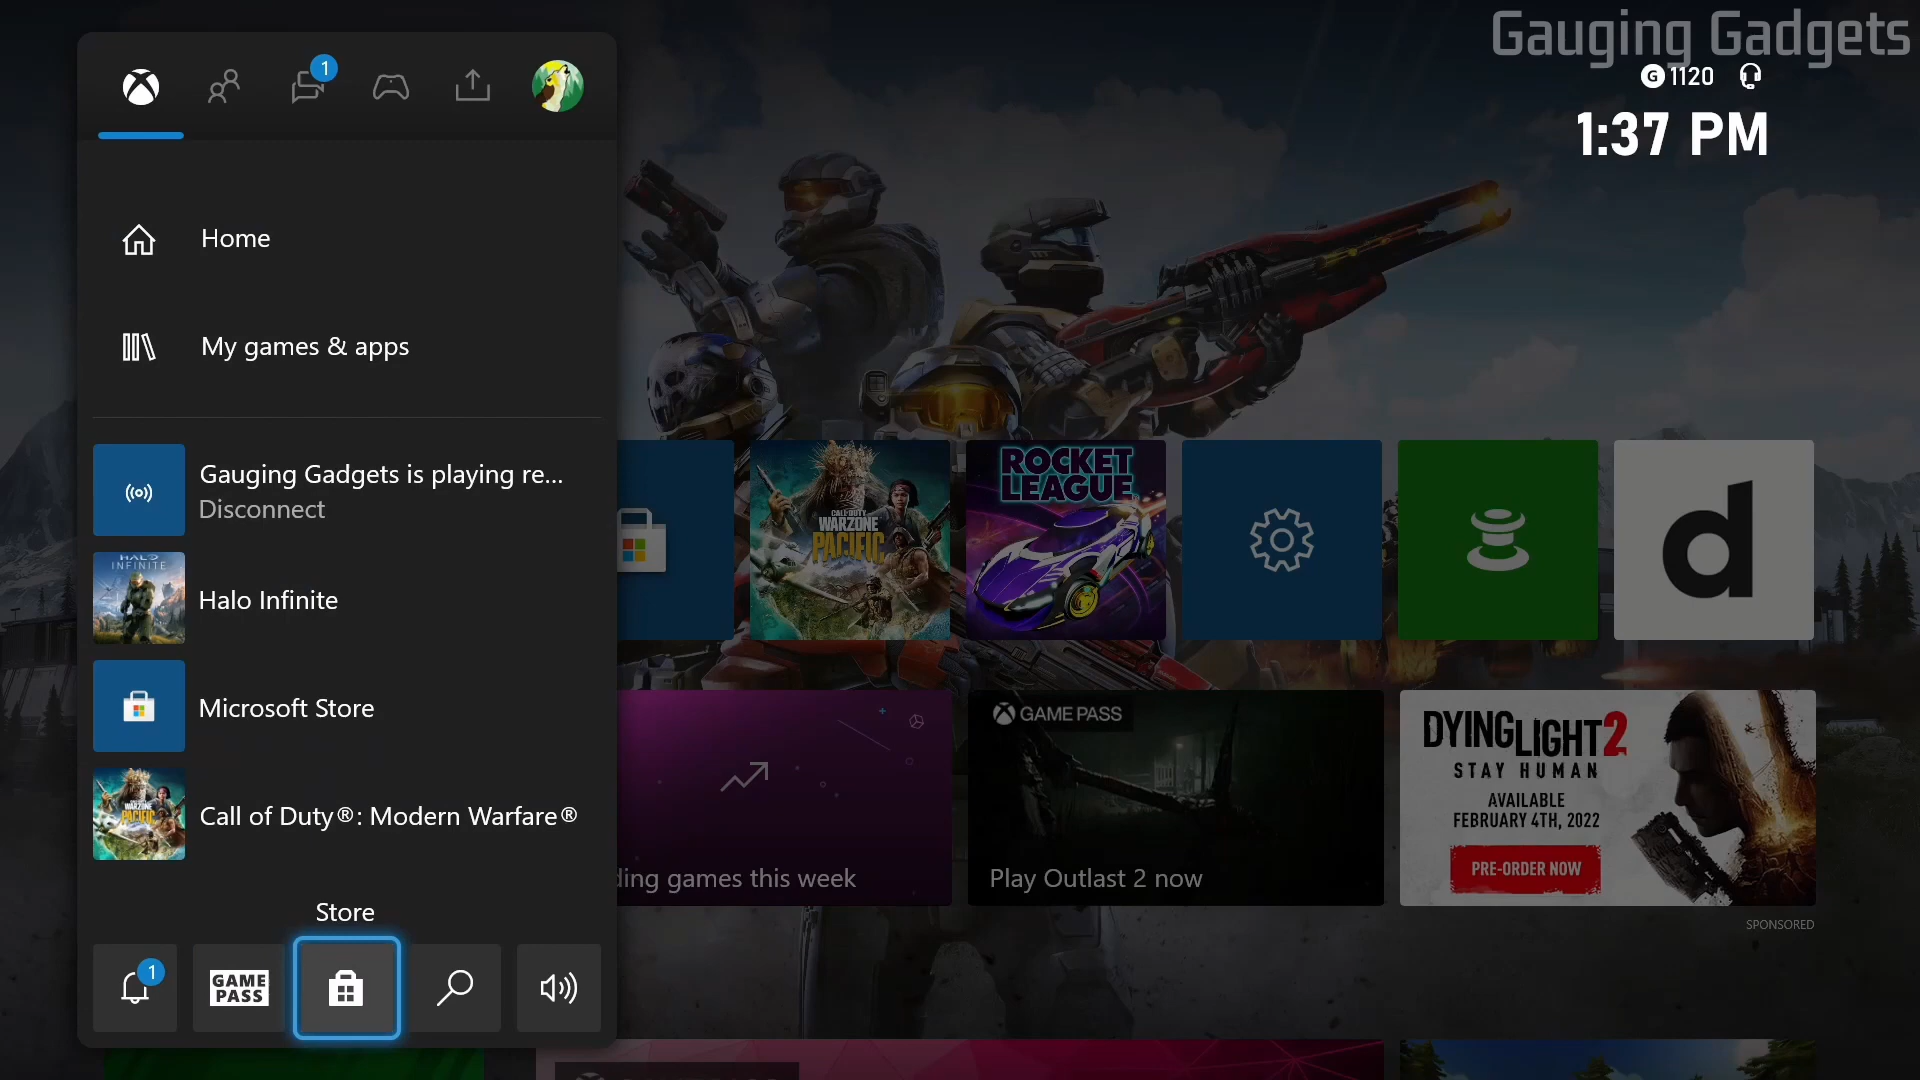 Gauging Gadgets
G 1120
1:37 PM
1
Home
My games & apps
Gauging Gadgets is playing re...
Disconnect
HALO
INFINITE
Halo Infinite
Microsoft Store
WARZONE
PACIFIC
Call of Duty®: Modern Warfare®
Store
1
GAME
PASS
CALL OF DUTY
WARZONE
PACIFIC
ROCKET
LEAGUE
d
ding games this week
GAME PASS
Play Outlast 2 now
DYING LIGHT 2
STAY HUMAN
AVAILABLE
FEBRUARY 4TH, 2022
PRE-ORDER NOW
SPONSORED